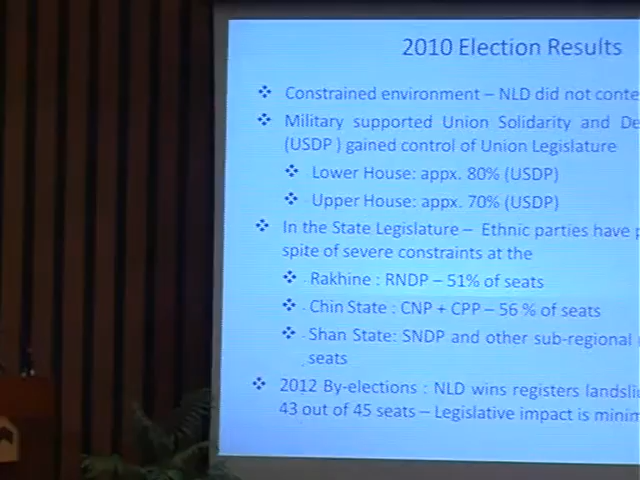 2010 Election Results
❖ Constrained environment – NLD did not conte
❖ Military supported Union Solidarity and De
(USDP ) gained control of Union Legislature
❖ Lower House: appx. 80% (USDP)
❖ Upper House: appx. 70% (USDP)
❖ In the State Legislature – Ethnic parties have
spite of severe constraints at the
❖ Rakhine : RNDP – 51% of seats
❖ Chin State : CNP + CPP – 56 % of seats
❖ Shan State: SNDP and other sub-regional
seats
❖ 2012 By-elections : NLD wins registers landsli
43 out of 45 seats – Legislative impact is minim